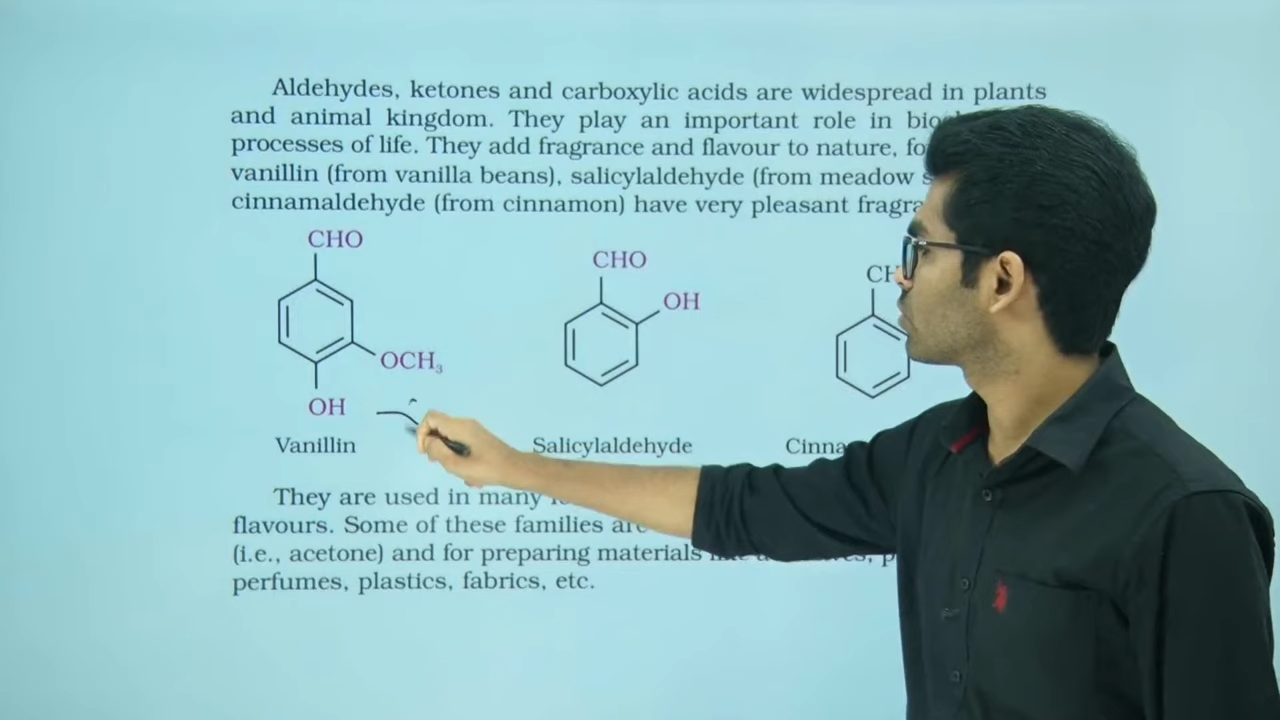 Aldehydes, ketones and carboxylic acids are widespread in plants
and animal kingdom. They play an important role in
processes of life. They add fragrance and flavour to nature,
vanillin (from vanilla beans), salicylaldehyde (from meadow
cinnamaldehyde (from cinnamon) have very pleasant
CHO
OCH₃
OH
Vanillin
CHO
OH
Salicylaldehyde
They are used in many
flavours. Some of these families
(i.e., acetone) and for preparing materials
perfumes, plastics, fabrics, etc.